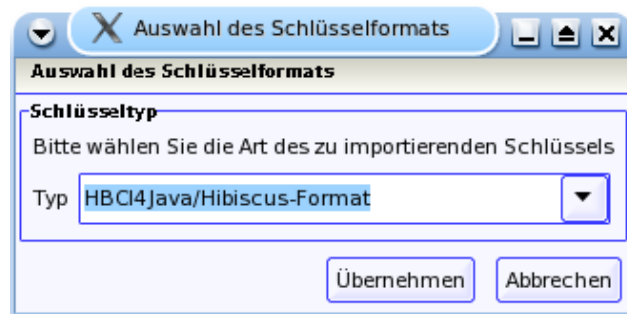 Auswahl des Schlüsselformats
Auswahl des Schlüsselformats
Schlüsseltyp
Bitte wählen Sie die Art des zu importierenden Schlüssels
Typ HBCI4Java/Hibiscus-Format
Übernehmen Abbrechen